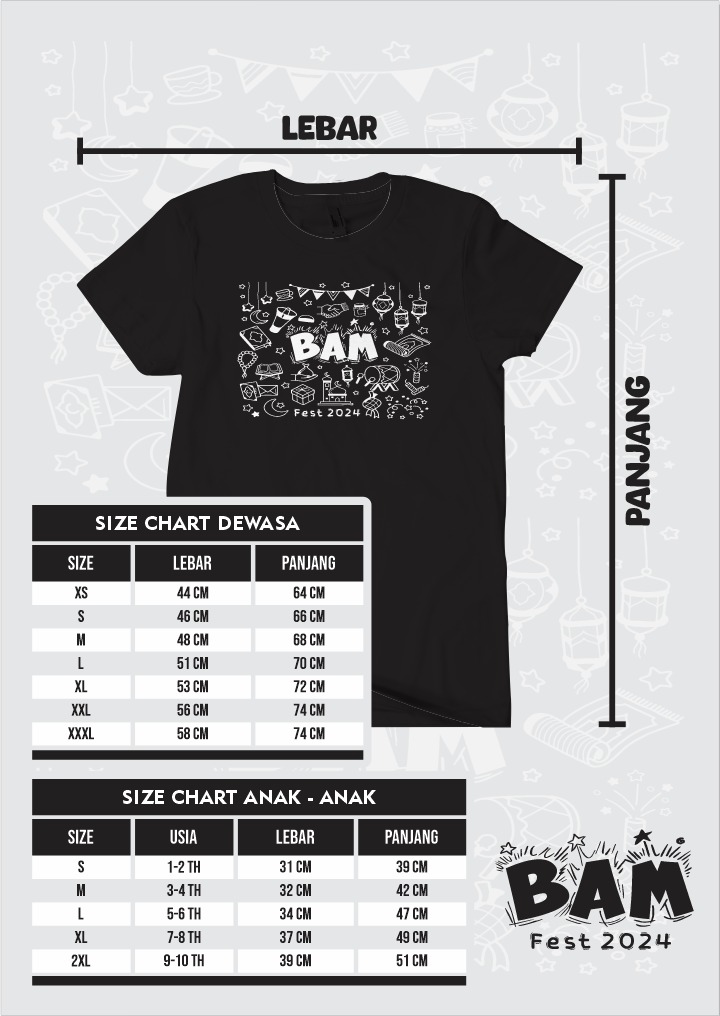 LEBAR
PANJANG
BAM
Fest 2024
SIZE CHART DEWASA
SIZE LEBAR PANJANG
XS 44 CM 64 CM
S 46 CM 66 CM
M 48 CM 68 CM
L 51 CM 70 CM
XL 53 CM 72 CM
XXL 56 CM 74 CM
XXXL 58 CM 74 CM
SIZE CHART ANAK - ANAK
SIZE USIA LEBAR PANJANG
S 1-2 TH 31 CM 39 CM
M 3-4 TH 32 CM 42 CM
L 5-6 TH 34 CM 47 CM
XL 7-8 TH 37 CM 49 CM
2XL 9-10 TH 39 CM 51 CM
BAM
Fest 2024